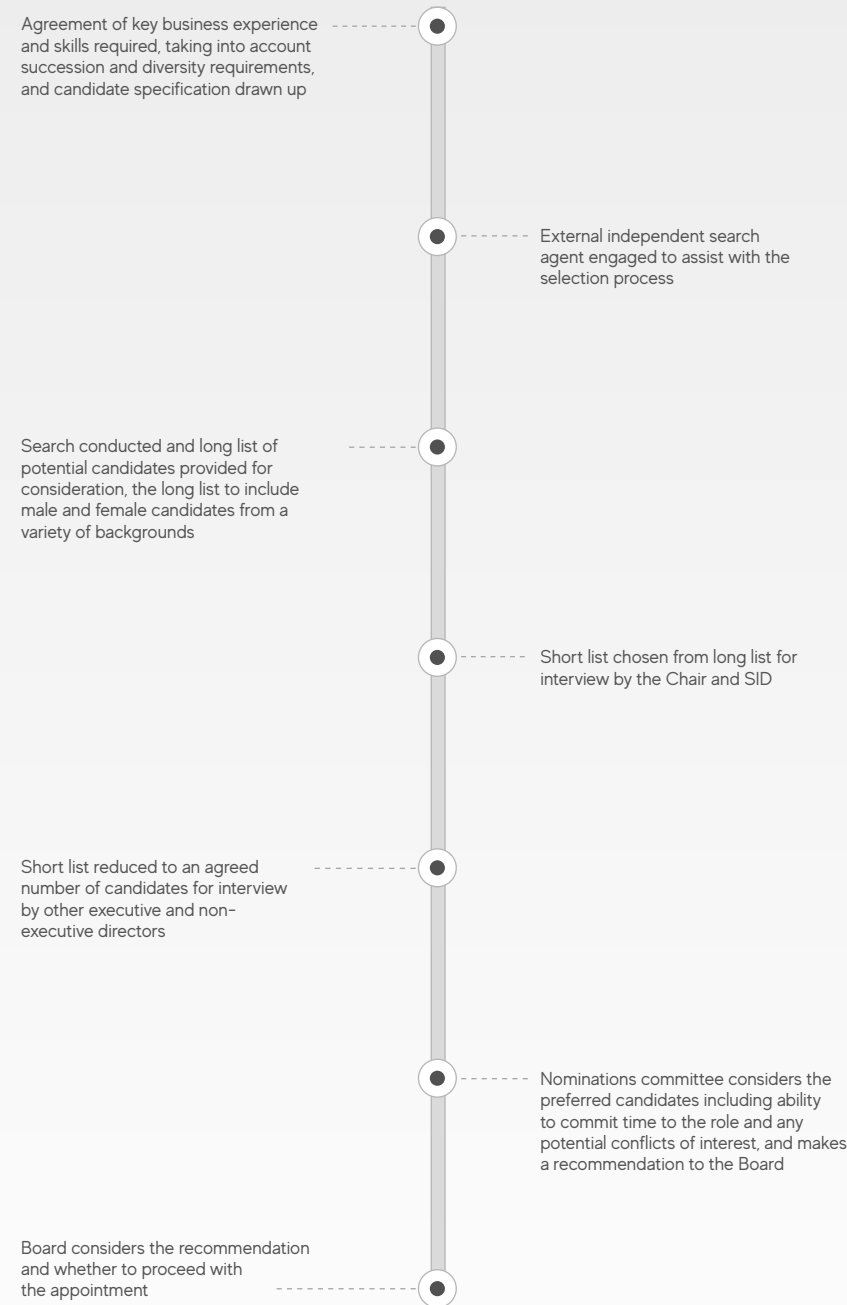 Agreement of key business experience
and skills required, taking into account
succession and diversity requirements,
and candidate specification drawn up
External independent search
agent engaged to assist with the
selection process
Search conducted and long list of
potential candidates provided for
consideration, the long list to include
male and female candidates from a
variety of backgrounds
Short list chosen from long list for
interview by the Chair and SID
Short list reduced to an agreed
number of candidates for interview
by other executive and non-
executive directors
Nominations committee considers the
preferred candidates including ability
to commit time to the role and any
potential conflicts of interest, and makes
a recommendation to the Board
Board considers the recommendation
and whether to proceed with
the appointment